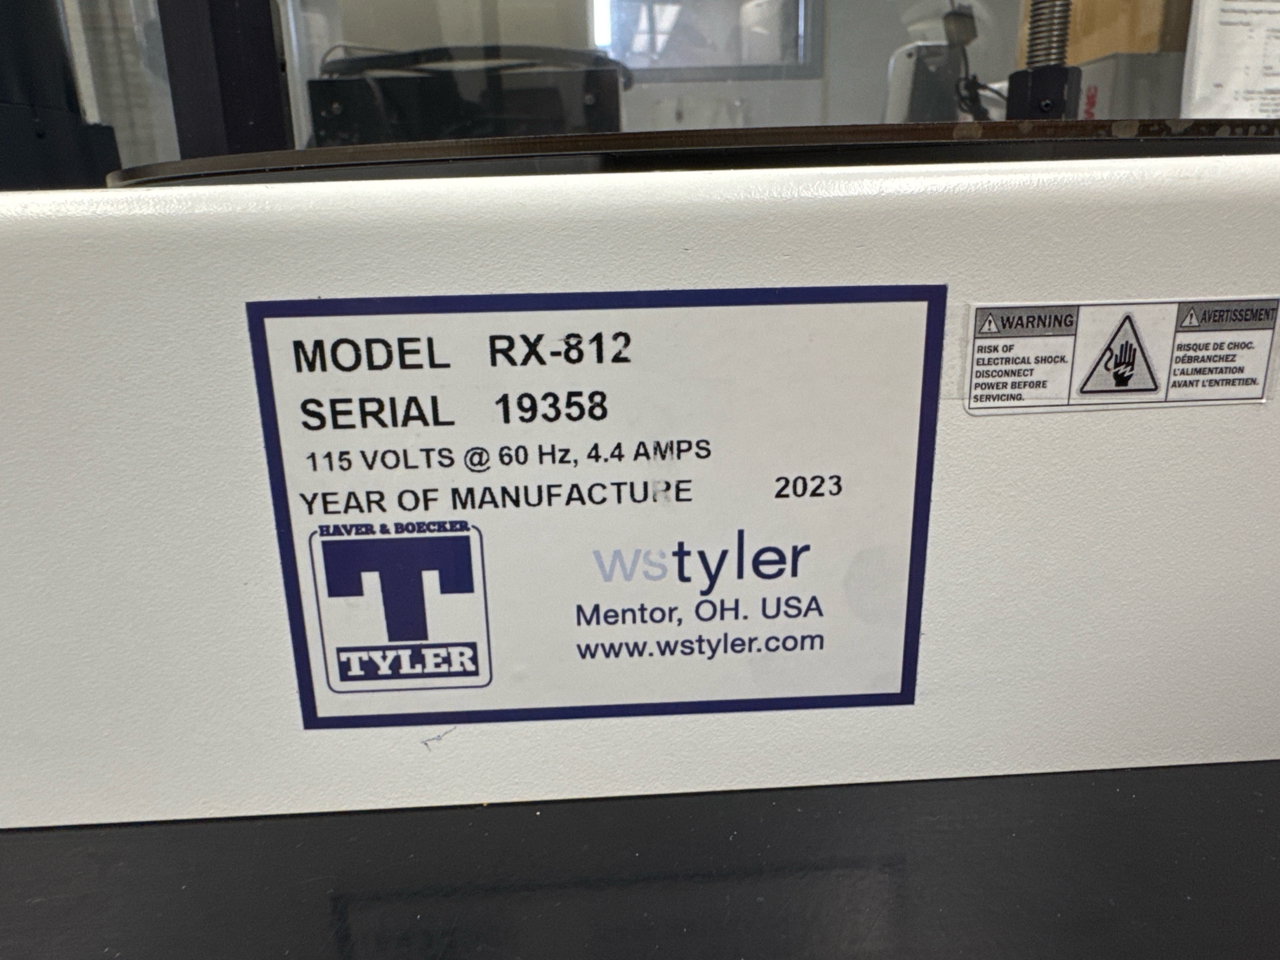 MODEL RX-812
SERIAL 19358
115 VOLTS @ 60 Hz, 4.4 AMPS
YEAR OF MANUFACTURE 2023
HAVER & BOECKER
T
TYLER
wstyler
Mentor, OH. USA
www.wstyler.com
WARNING
RISK OF
ELECTRICAL SHOCK.
DISCONNECT
POWER BEFORE
SERVICING.
AVERTISSEMENT
RISQUE DE CHOC.
DÉBRANCHEZ
L'ALIMENTATION
AVANT L'ENTRETIEN.